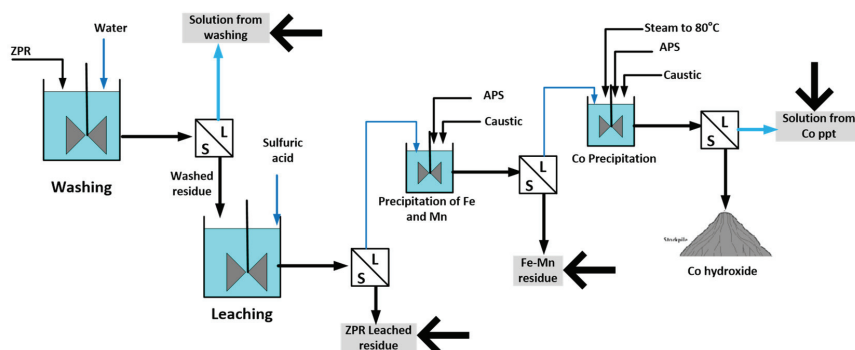 Solution from
washing
Water
ZPR
L
S
Washing
Washed
residue
Sulfuric
acid
Leaching
L
S
ZPR Leached
residue
APS
Caustic
Precipitation of Fe
and Mn
L
S
Fe-Mn
residue
Steam to 80°C
APS
Caustic
Co Precipitation
L
S
Solution from
Co ppt
Stockpile
Co hydroxide